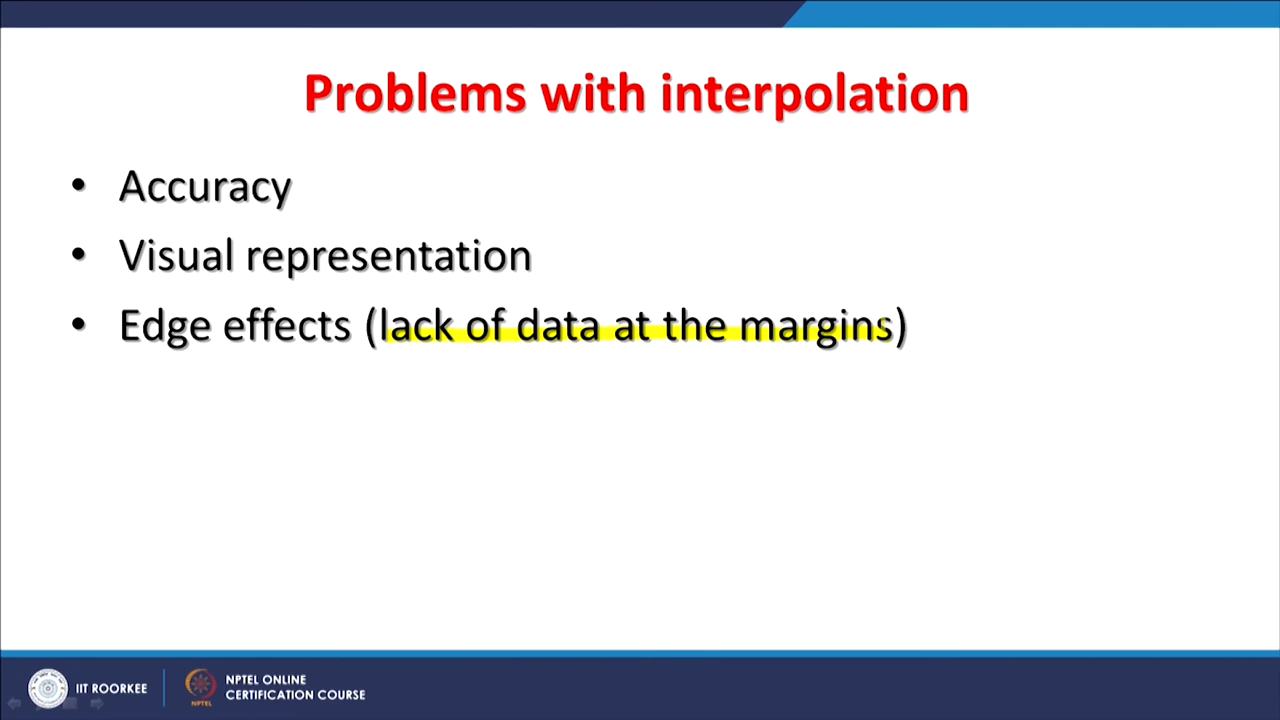 Problems with interpolation
• Accuracy
• Visual representation
• Edge effects (lack of data at the margins)
IIT ROORKEE
NPTEL
NPTEL ONLINE
CERTIFICATION COURSE